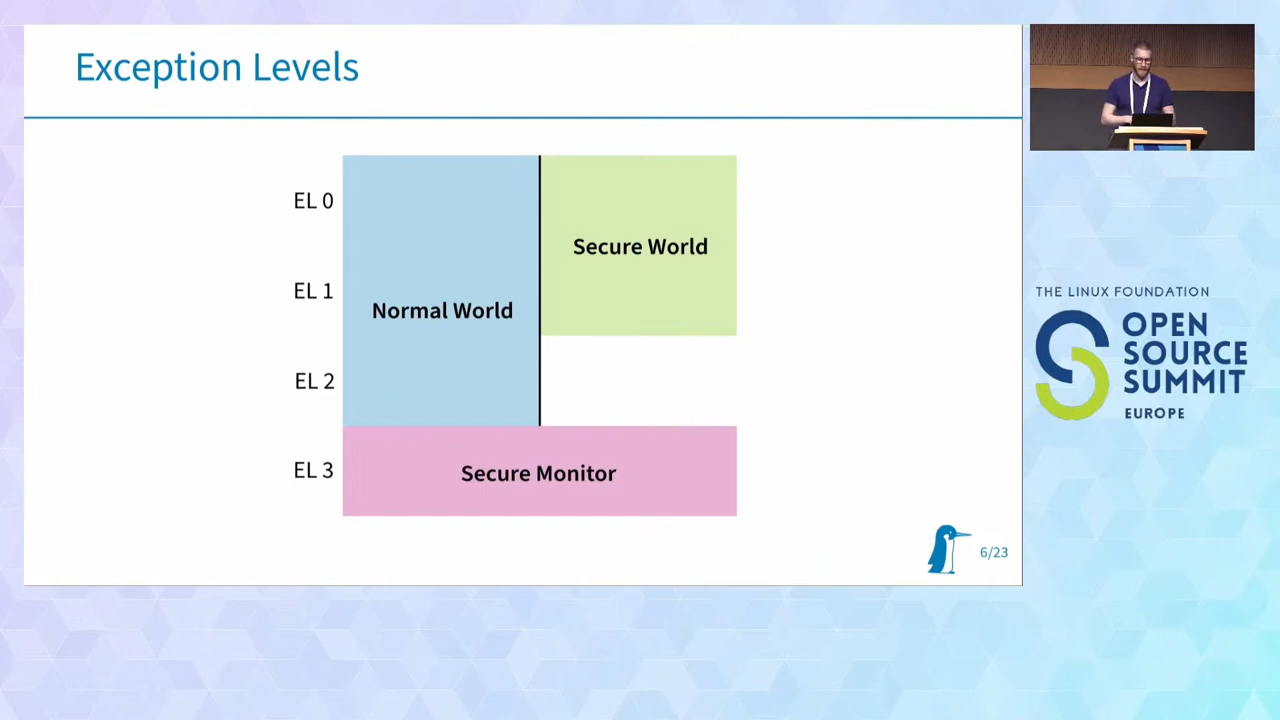 Exception Levels
EL 0
Secure World
EL 1
Normal World
EL 2
EL 3
Secure Monitor
6/23
THE LINUX FOUNDATION
OPEN
SOURCE
SUMMIT
EUROPE